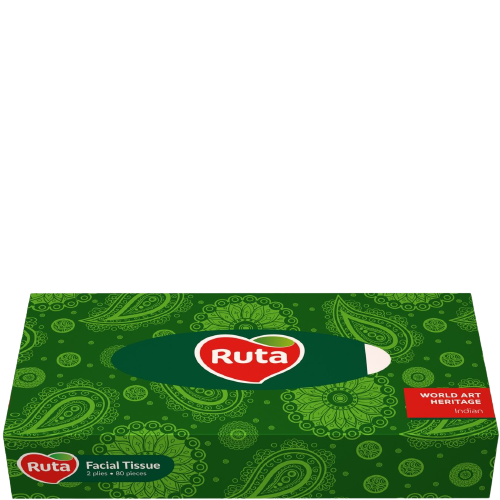 Ruta
WORLD ART
HERITAGE
Indian
Ruta
Facial Tissue
2 plies • 80 pieces